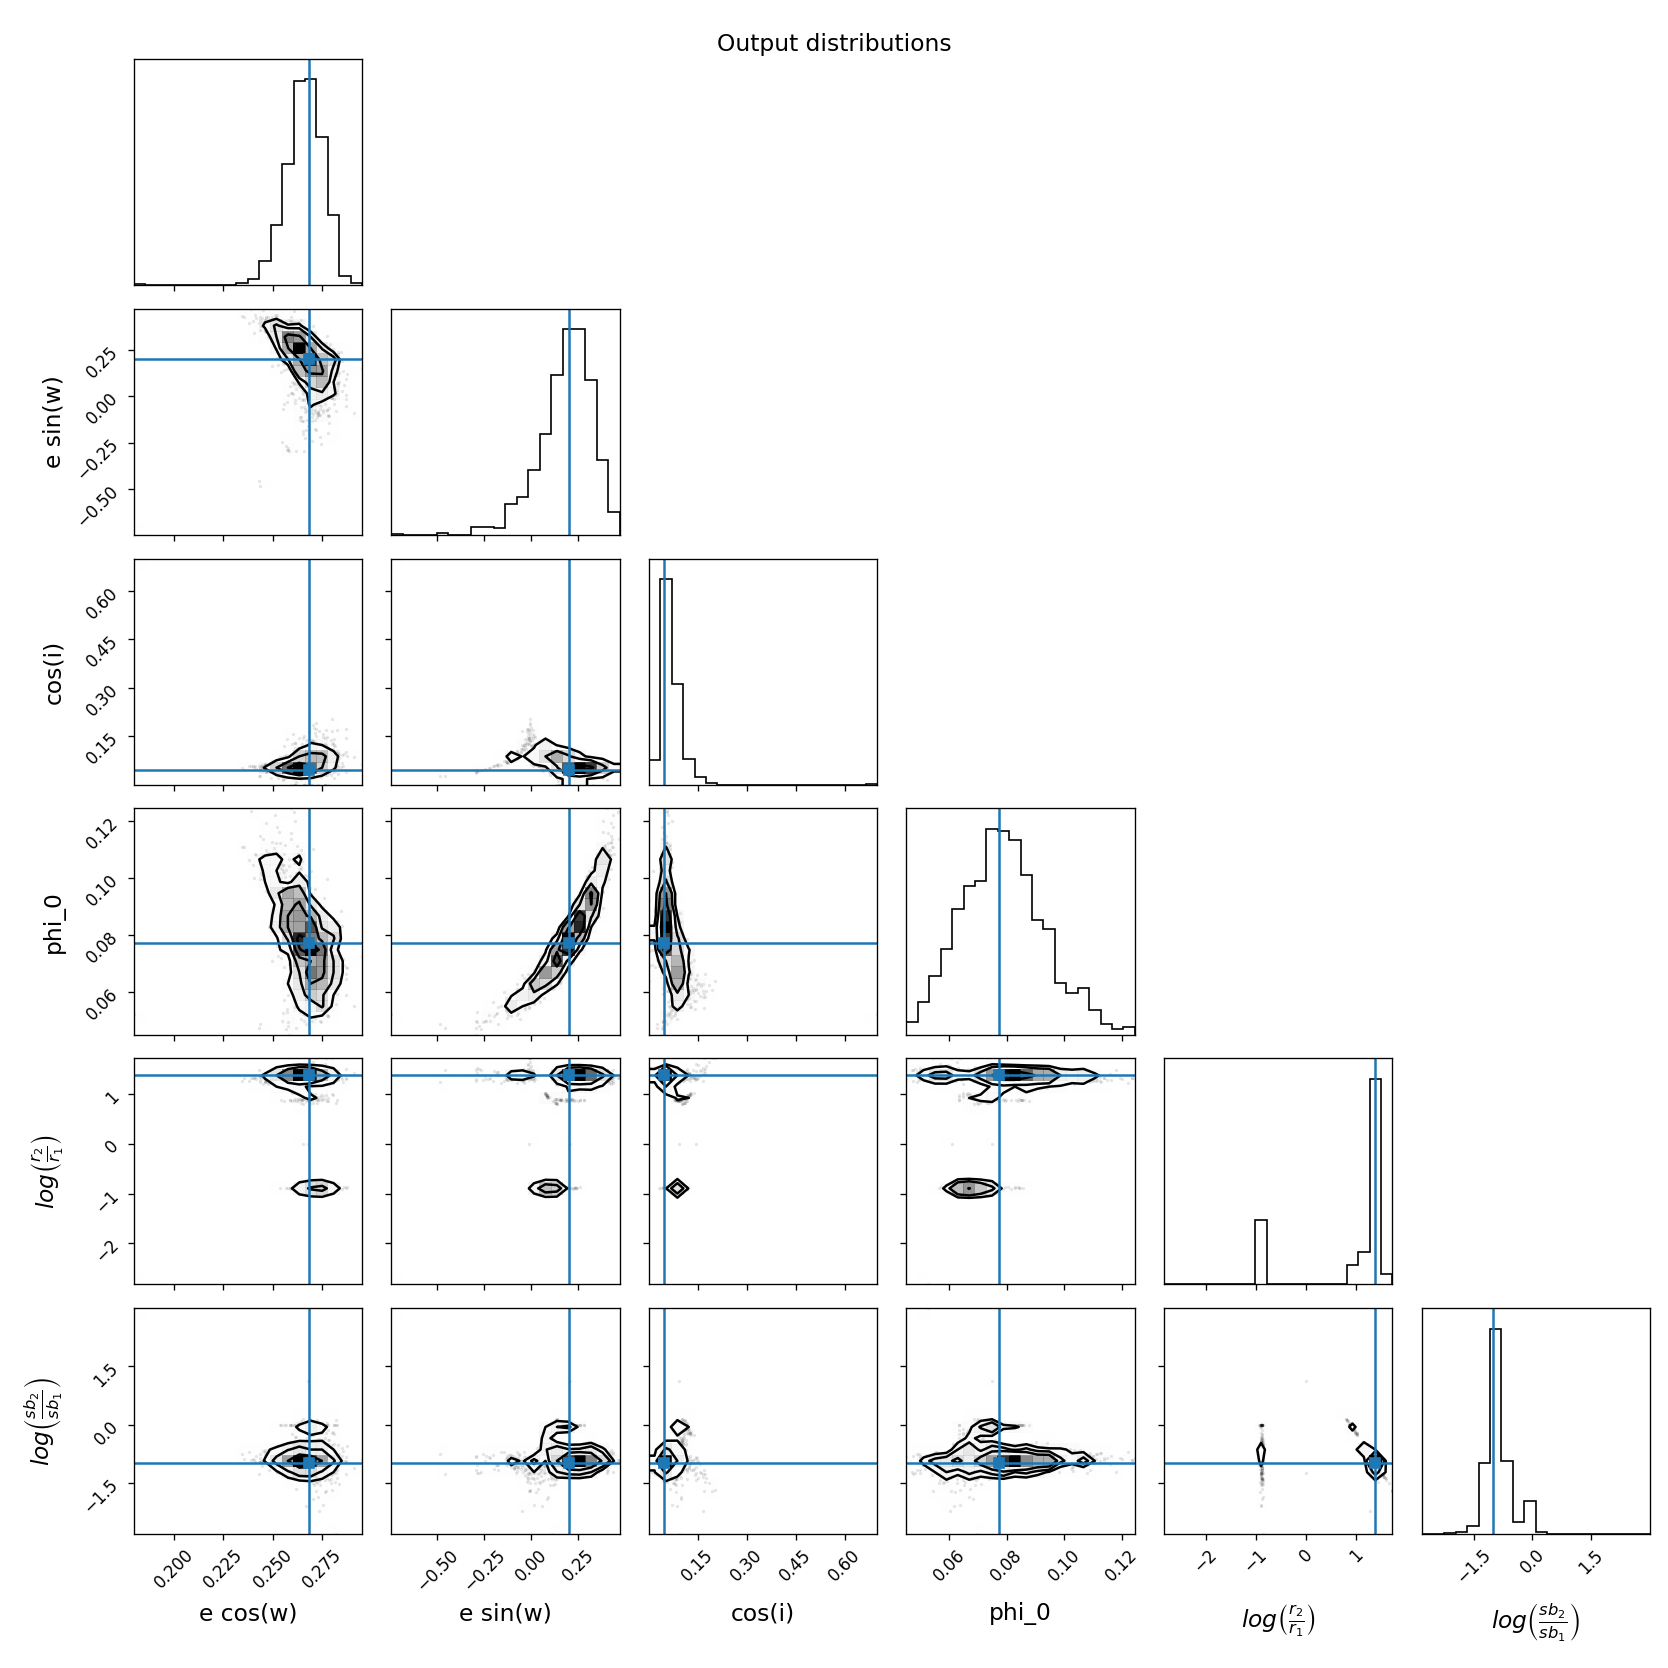 Output distributions
0.25
0.00
−0.25
−0.50
e sin(w)
0.60
0.45
0.30
0.15
cos(i)
0.12
0.10
0.08
0.06
phi_0
1
0
−1
−2
log(r₂/r₁)
1.5
0.0
−1.5
log(sb₂/sb₁)
0.200 0.225 0.250 0.275
−0.50 −0.25 0.00 0.25
0.15 0.30 0.45 0.60
0.06 0.08 0.10 0.12
−2 −1 0 1
−1.5 0.0 1.5
e cos(w)
e sin(w)
cos(i)
phi_0
log(r₂/r₁)
log(sb₂/sb₁)